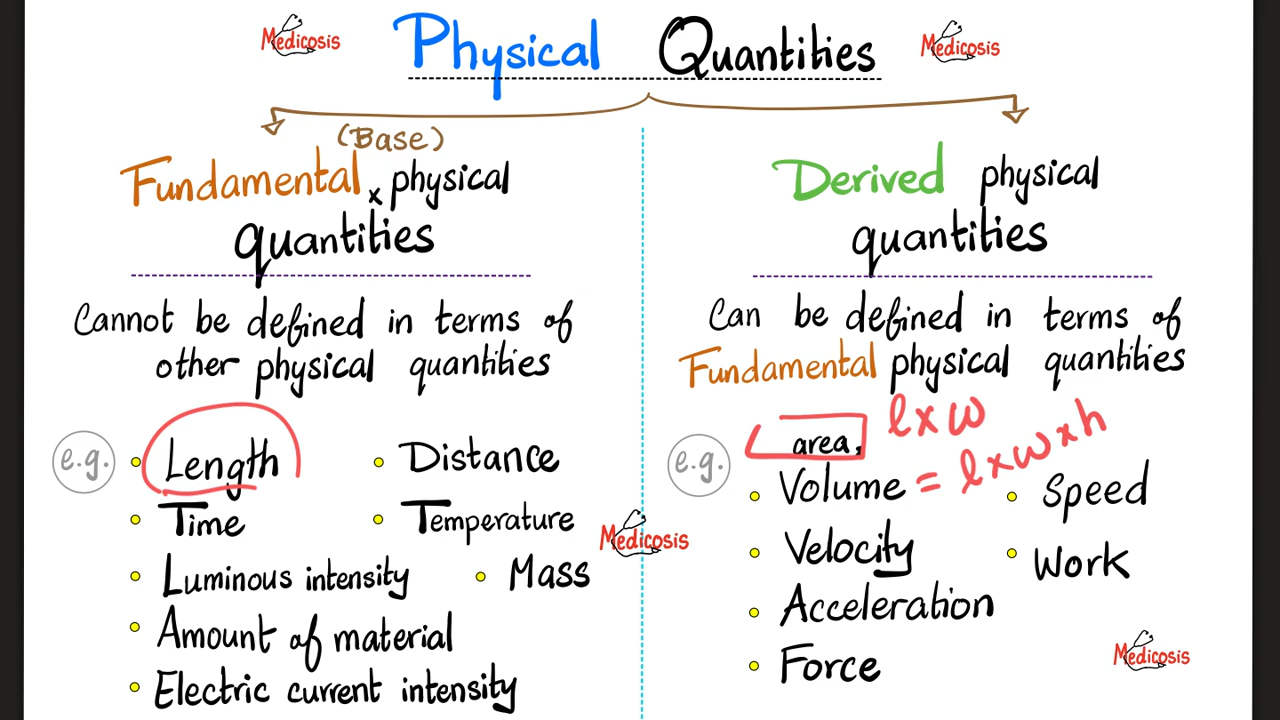 Medicosis Physical Quantities Medicosis
(Base)
Fundamental x physical
quantities
Cannot be defined in terms of
other physical quantities
e.g.
• Length • Distance
• Time • Temperature
• Luminous intensity • Mass
• Amount of material
• Electric current intensity
Medicosis
Derived physical
quantities
Can be defined in terms of
Fundamental physical quantities
e.g.
area, l x w
• Volume = l x w x h
• Speed
• Velocity
• Work
• Acceleration
• Force
Medicosis